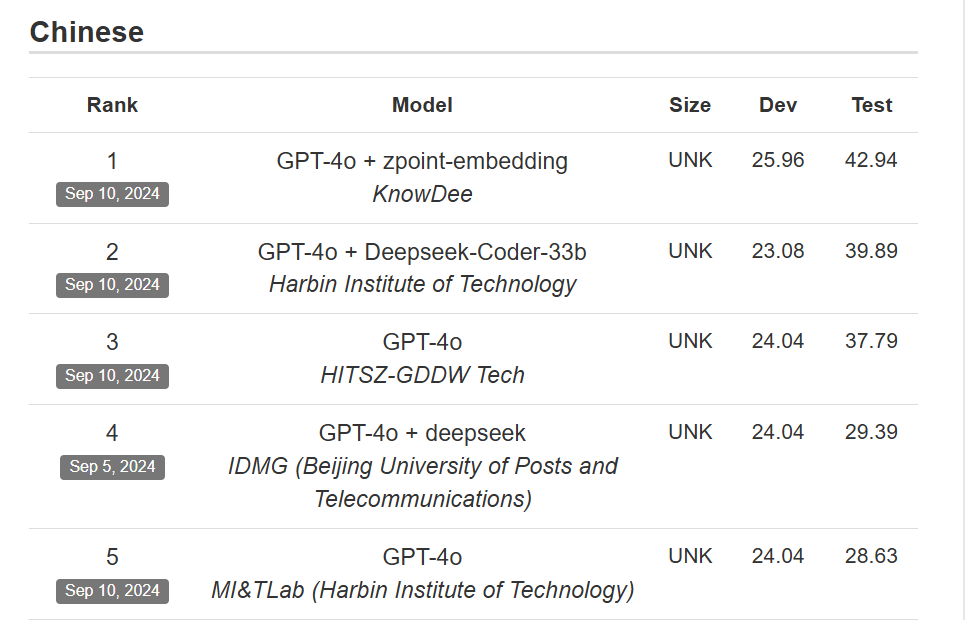 Chinese
Rank Model Size Dev Test
1 GPT-4o + zpoint-embedding UNK 25.96 42.94
Sep 10, 2024 KnowDee
2 GPT-4o + Deepseek-Coder-33b UNK 23.08 39.89
Sep 10, 2024 Harbin Institute of Technology
3 GPT-4o UNK 24.04 37.79
Sep 10, 2024 HITSZ-GDDW Tech
4 GPT-4o + deepseek UNK 24.04 29.39
Sep 5, 2024 IDMG (Beijing University of Posts and
Telecommunications)
5 GPT-4o UNK 24.04 28.63
Sep 10, 2024 MI&TLab (Harbin Institute of Technology)